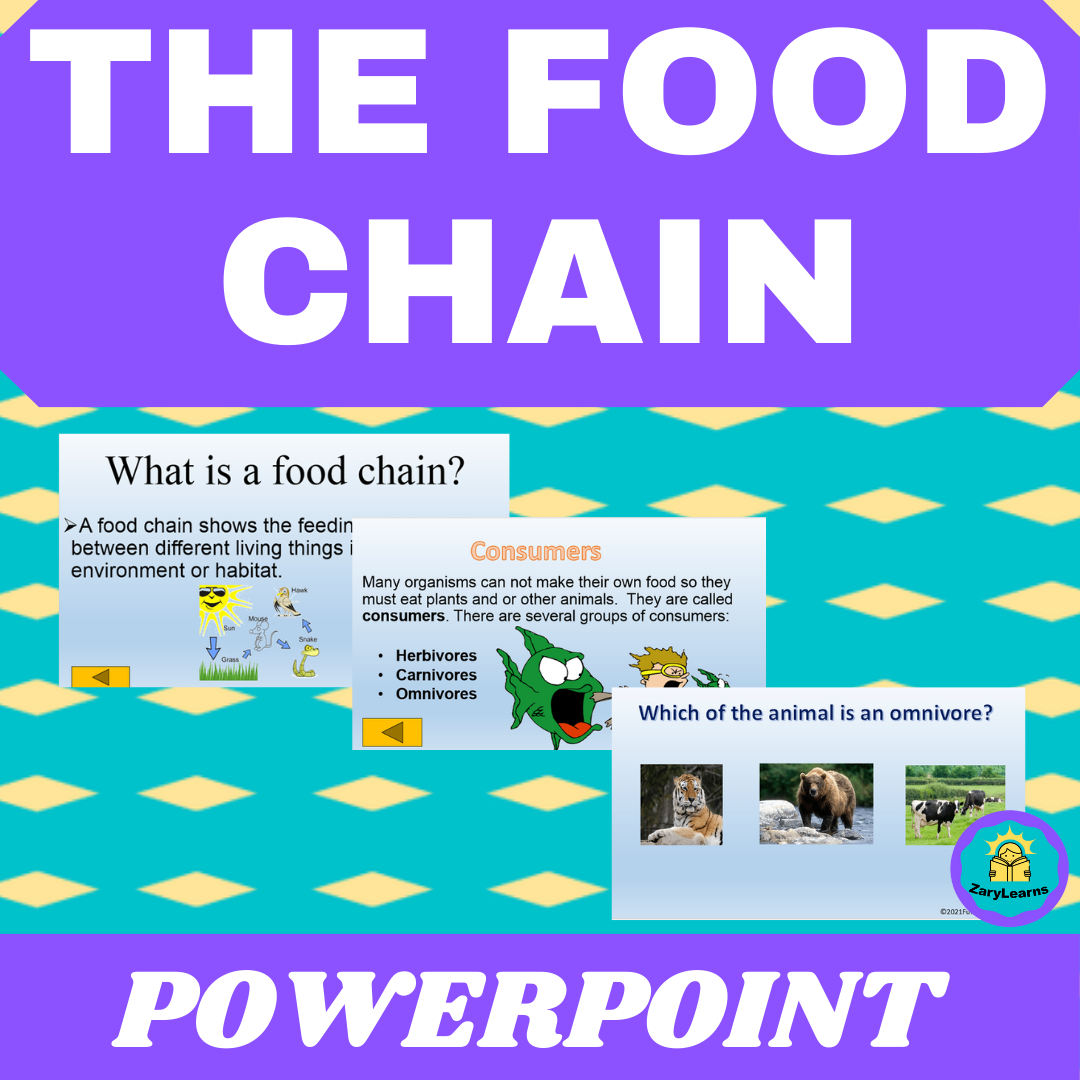 THE FOOD
CHAIN
What is a food chain?
➢A food chain shows the
between different living things
environment or habitat.
Hawk
Mouse
Sun
Snake
Grass
Consumers
Many organisms can not make their own food so they
must eat plants and or other animals. They are called
consumers. There are several groups of consumers:
• Herbivores
• Carnivores
• Omnivores
Which of the animal is an omnivore?
ZaryLearns
©2021
POWERPOINT